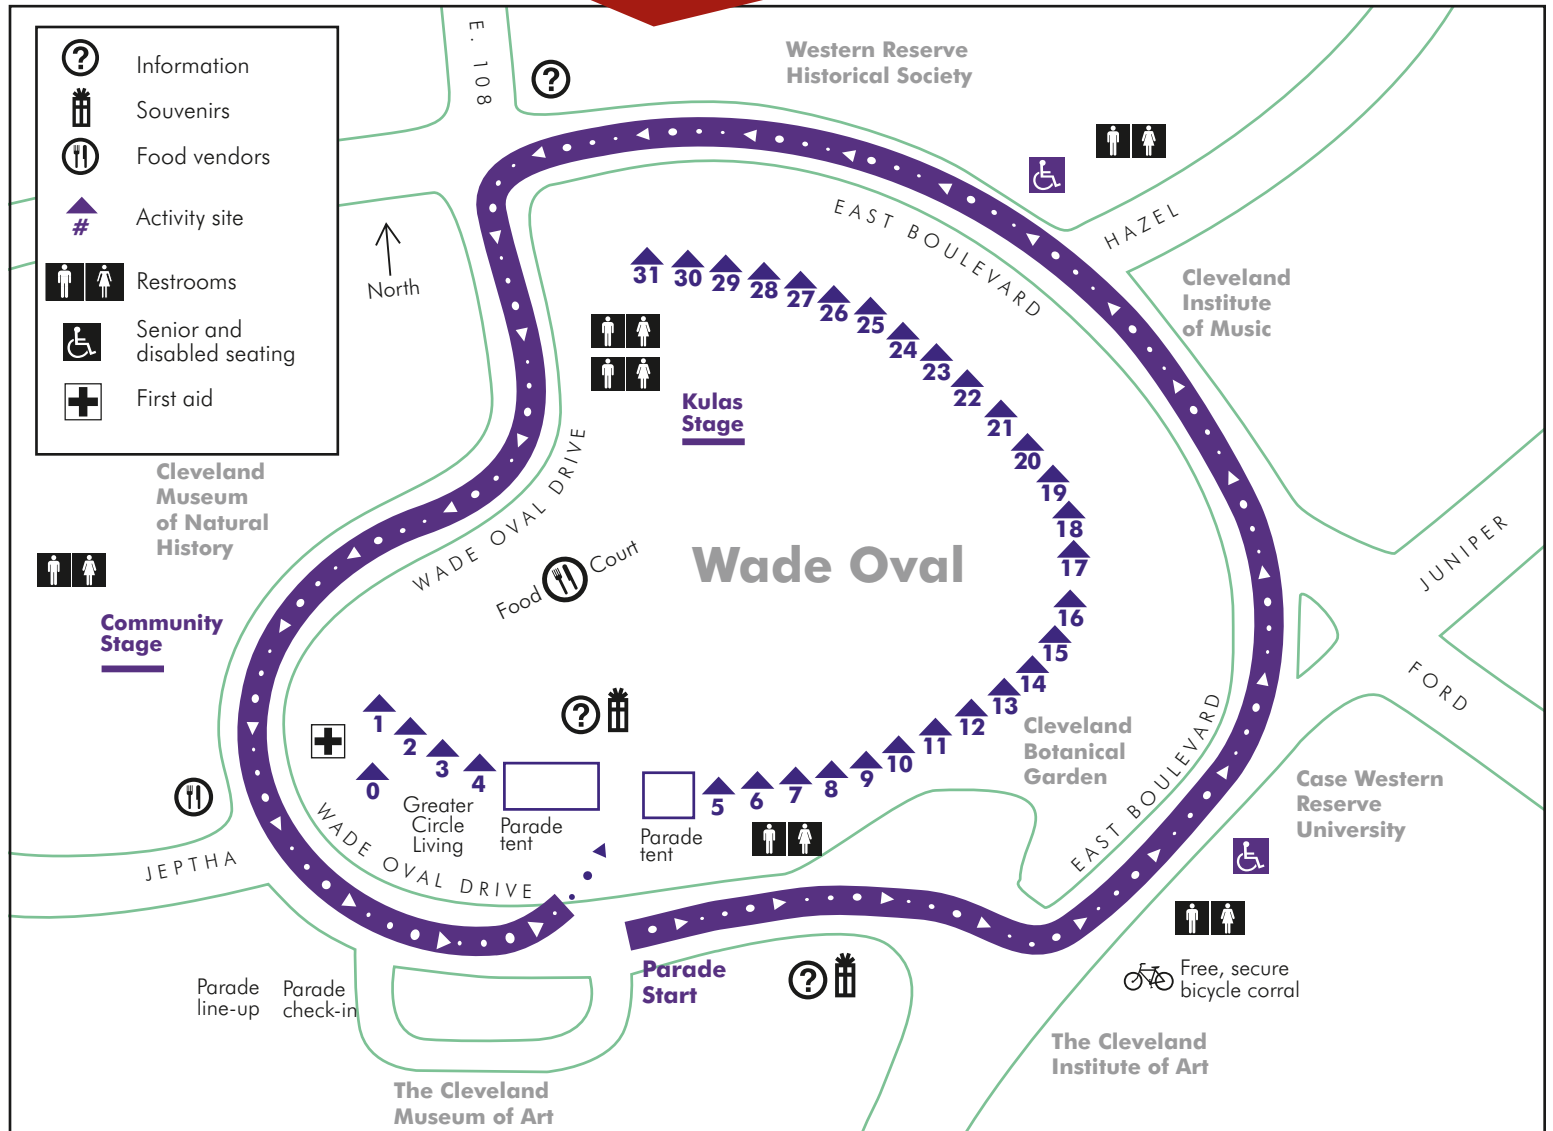 Information
Souvenirs
Food vendors
#
Activity site
Restrooms
Senior and
disabled seating
First aid
E. 108
?
Western Reserve
Historical Society
HAZEL
EAST BOULEVARD
North
31
30
29
28
27
26
25
24
23
22
21
20
19
18
17
16
15
14
13
12
11
10
9
8
7
6
5
Cleveland
Institute
of Music
Kulas
Stage
Cleveland
Museum
of Natural
History
WADE OVAL DRIVE
Wade Oval
Food Court
JUNIPER
FORD
Community
Stage
1
2
3
4
0
?
Greater
Circle
Living
Parade
tent
Parade
tent
Cleveland
Botanical
Garden
EAST BOULEVARD
Case Western
Reserve
University
JEPTHA
WADE OVAL DRIVE
Parade
Start
?
Parade
line-up
Parade
check-in
Free, secure
bicycle corral
The Cleveland
Institute of Art
The Cleveland
Museum of Art